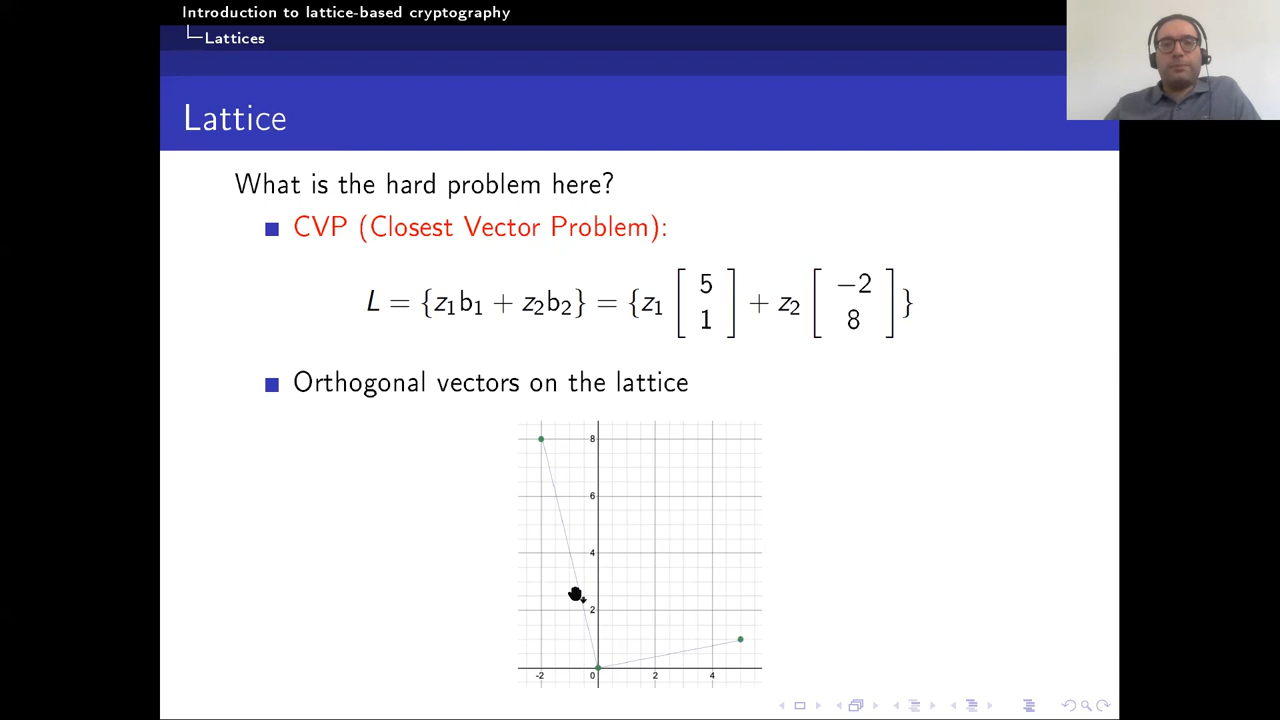 Introduction to lattice-based cryptography
Lattices
Lattice
What is the hard problem here?
CVP (Closest Vector Problem):
L = {z₁b₁ + z₂b₂} = {z₁ [ 5 1 ] + z₂ [ −2 8 ]}
Orthogonal vectors on the lattice
8
6
4
2
-2 0 2 4